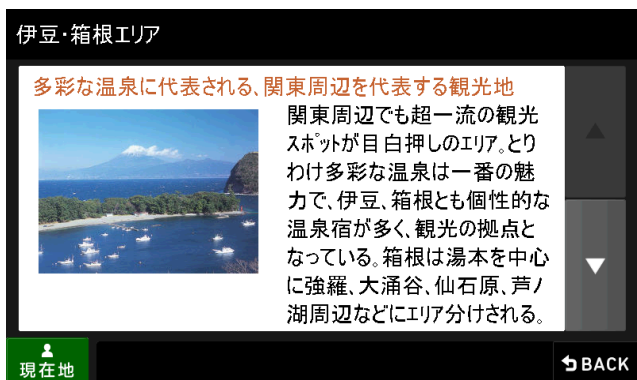 伊豆・箱根エリア
多彩な温泉に代表される、関東周辺を代表する観光地
関東周辺でも超一流の観光
ｽﾎﾟｯﾄが目白押しのｴﾘｱ。とり
わけ多彩な温泉は一番の魅
力で、伊豆、箱根とも個性的な
温泉宿が多く、観光の拠点と
なっている。箱根は湯本を中心
に強羅、大涌谷、仙石原、芦ﾉ
湖周辺などにｴﾘｱ分けされる。
現在地
BACK